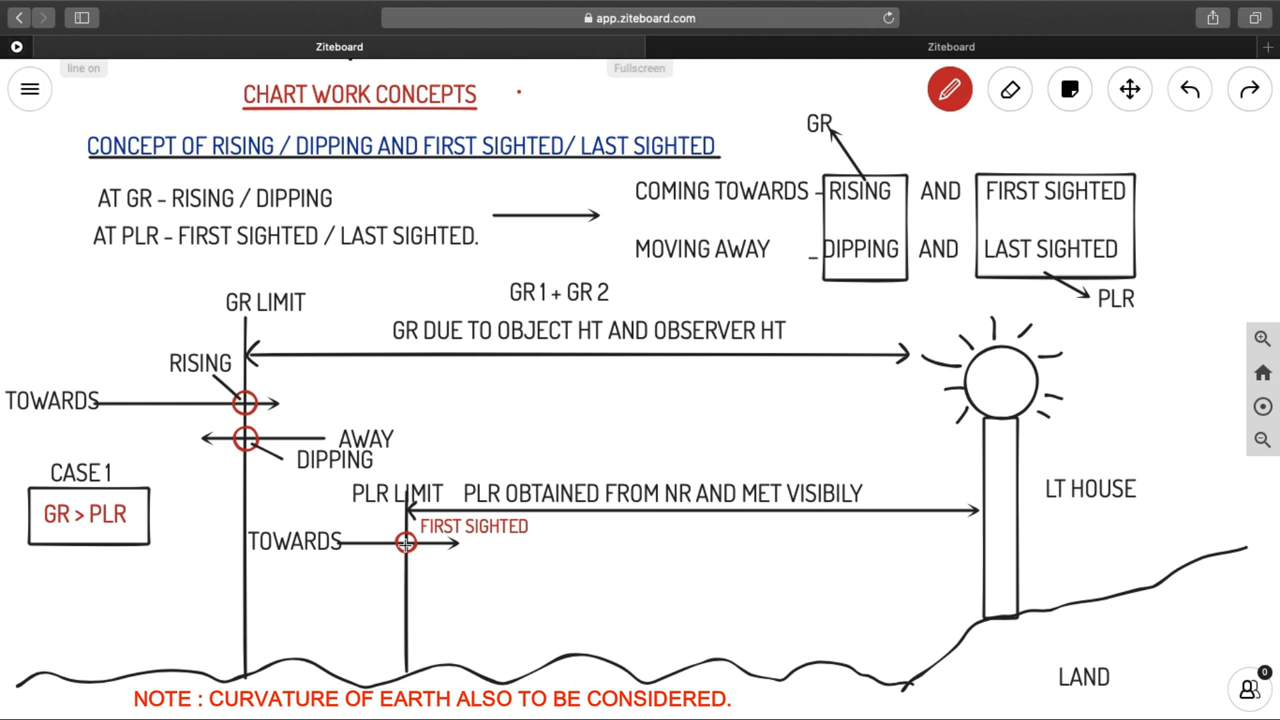 app.ziteboard.com
Ziteboard
Ziteboard
line on
Fullscreen
CHART WORK CONCEPTS
GR
CONCEPT OF RISING / DIPPING AND FIRST SIGHTED/ LAST SIGHTED
AT GR - RISING / DIPPING
COMING TOWARDS - RISING AND FIRST SIGHTED
AT PLR - FIRST SIGHTED / LAST SIGHTED.
MOVING AWAY - DIPPING AND LAST SIGHTED
PLR
GR 1 + GR 2
GR LIMIT
GR DUE TO OBJECT HT AND OBSERVER HT
RISING
TOWARDS
AWAY
DIPPING
CASE 1
PLR LIMIT PLR OBTAINED FROM NR AND MET VISIBILY
LT HOUSE
GR > PLR
FIRST SIGHTED
TOWARDS
LAND
0
NOTE : CURVATURE OF EARTH ALSO TO BE CONSIDERED.